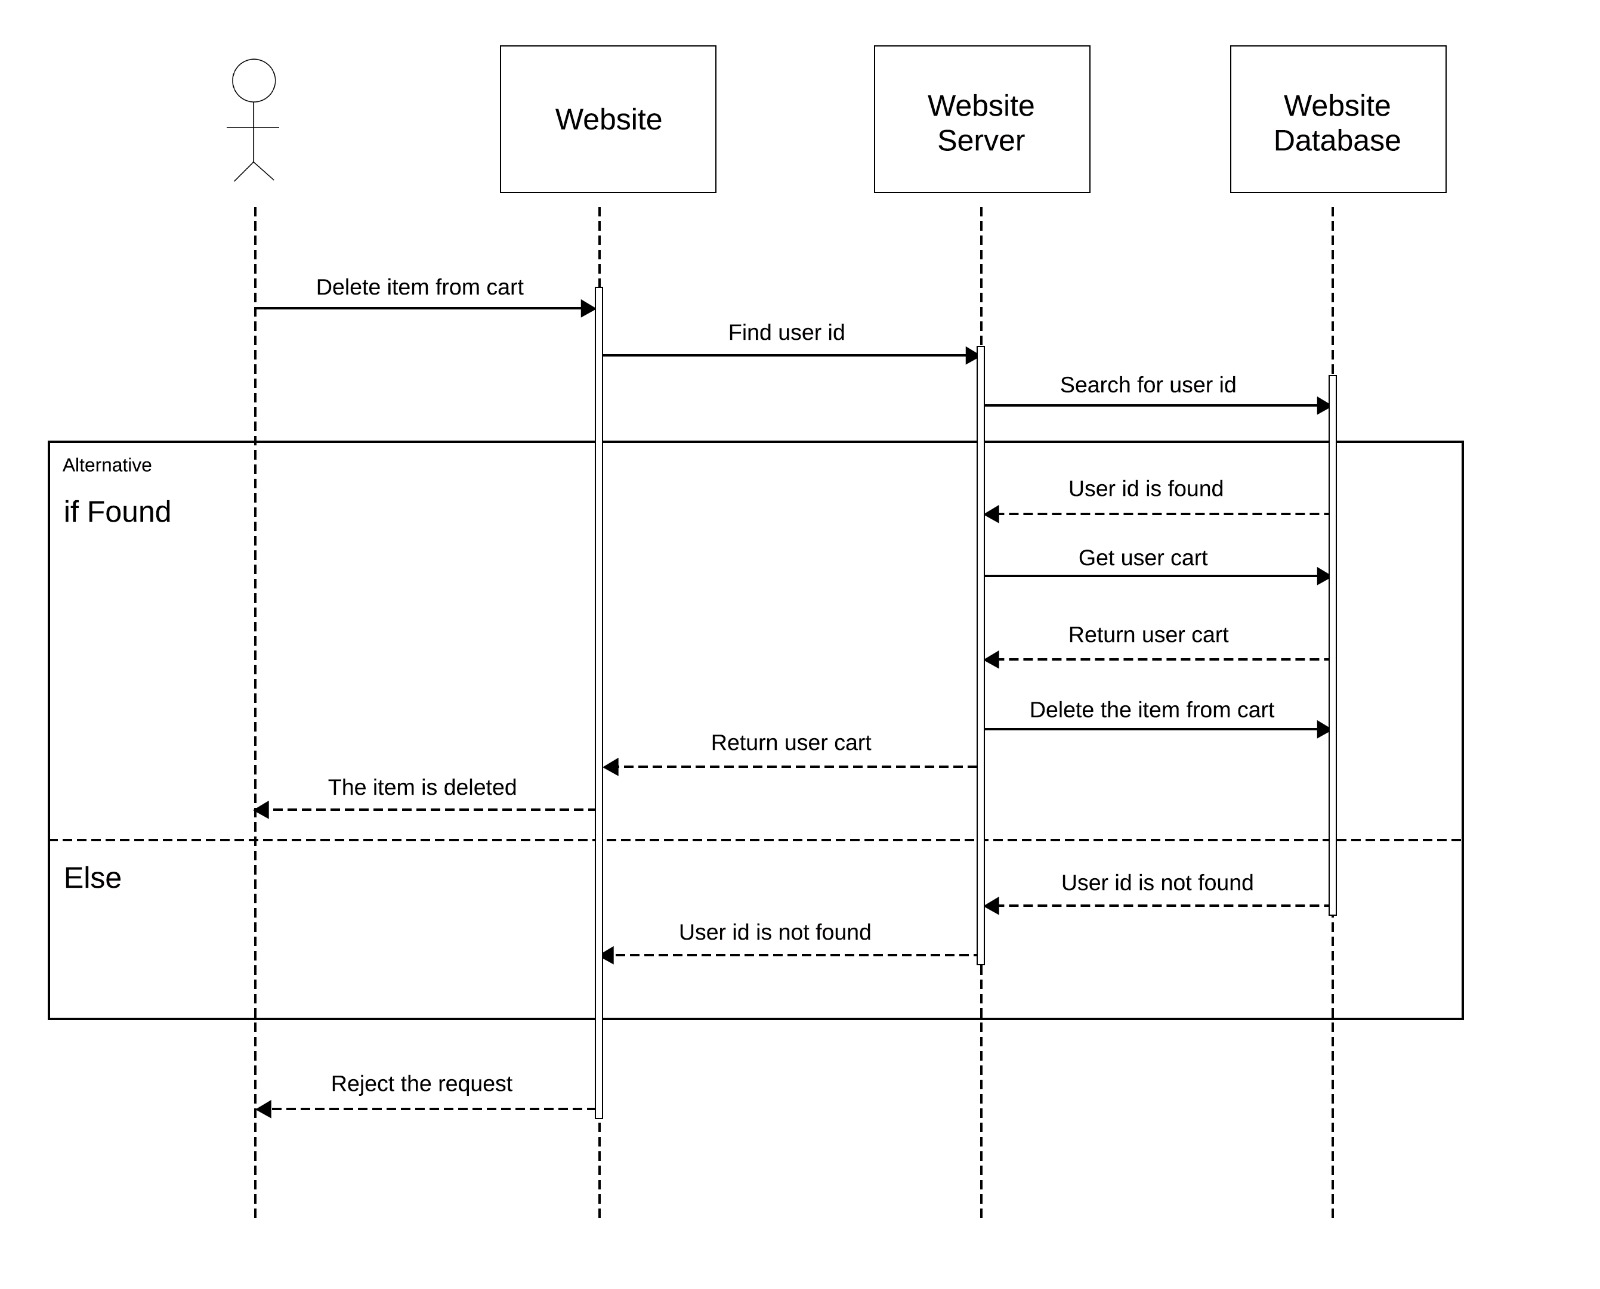 Website
Website
Server
Website
Database
Delete item from cart
Find user id
Search for user id
Alternative
if Found
User id is found
Get user cart
Return user cart
Delete the item from cart
Return user cart
The item is deleted
Else
User id is not found
User id is not found
Reject the request